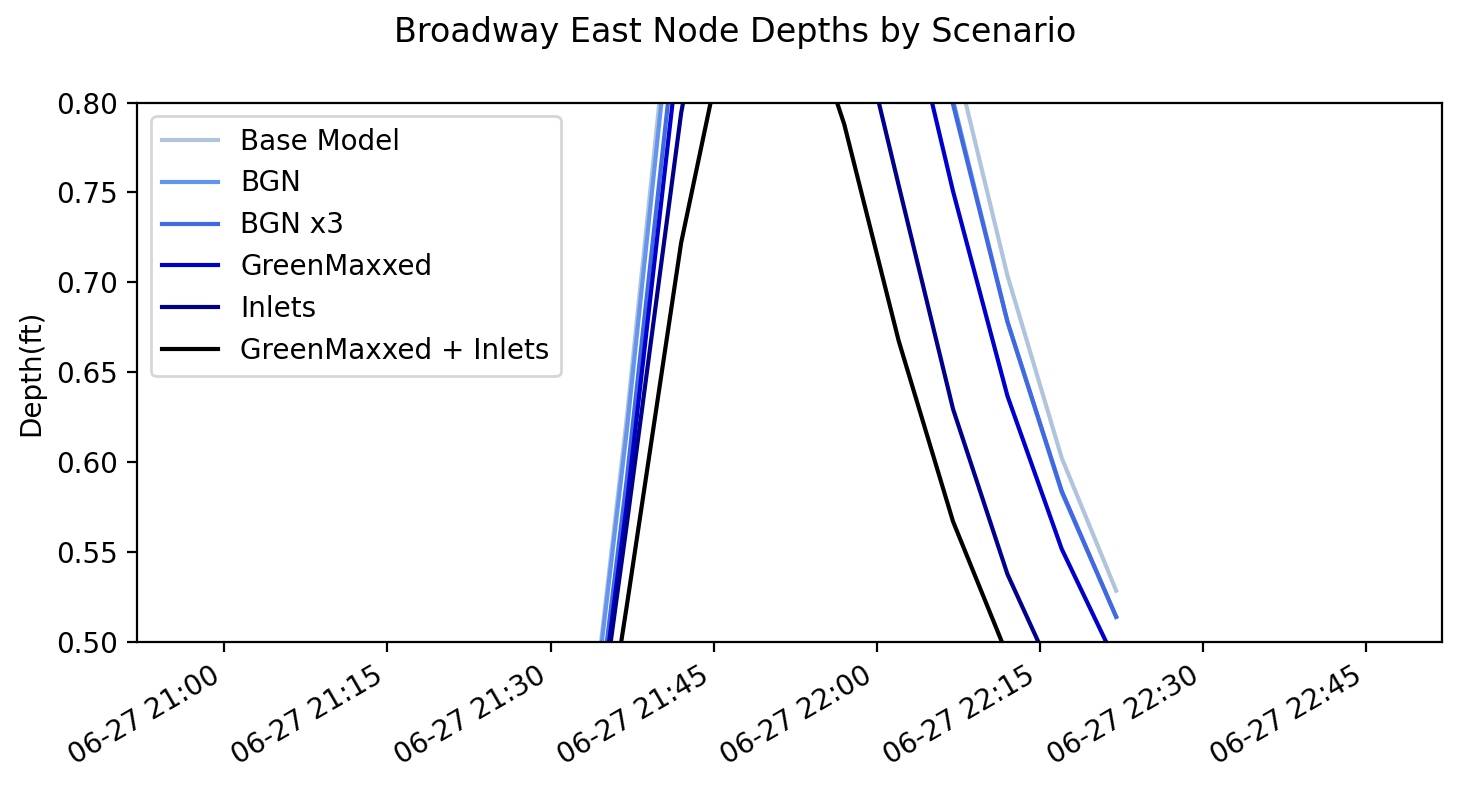 Broadway East Node Depths by Scenario
0.80
0.75
0.70
0.65
0.60
0.55
0.50
Depth(ft)
Base Model
BGN
BGN x3
GreenMaxxed
Inlets
GreenMaxxed + Inlets
06-27 21:00
06-27 21:15
06-27 21:30
06-27 21:45
06-27 22:00
06-27 22:15
06-27 22:30
06-27 22:45